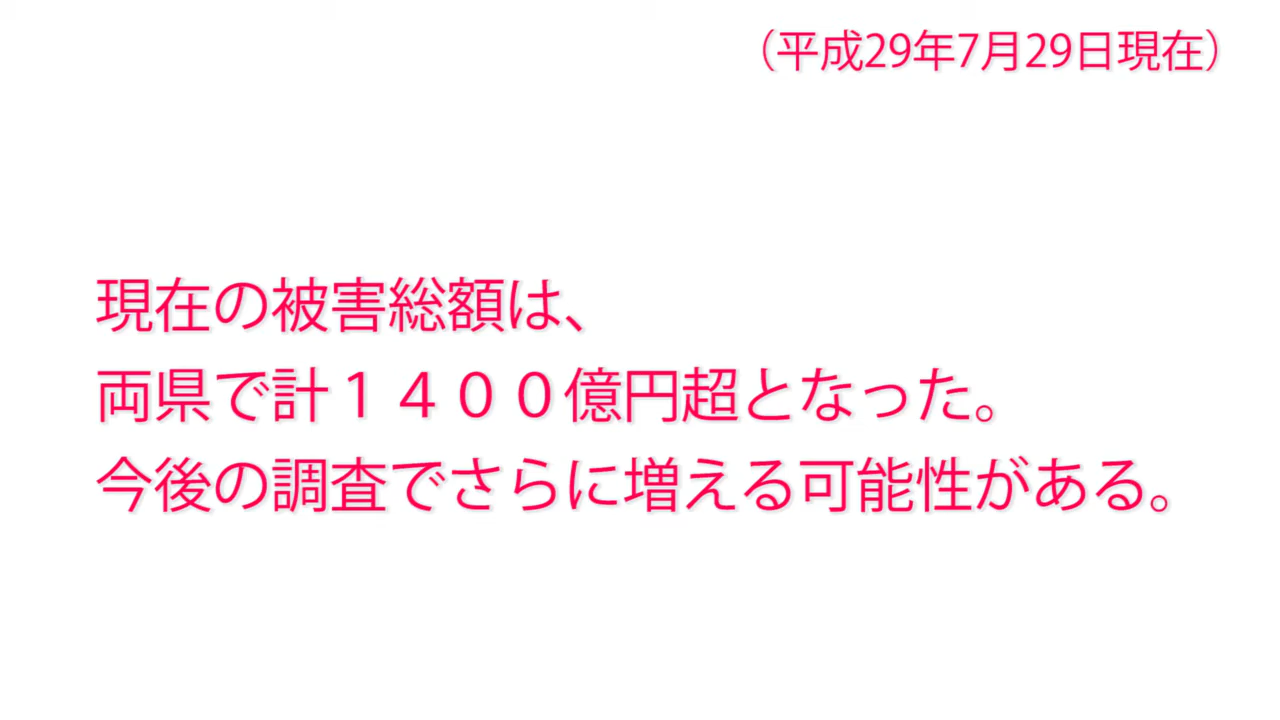 （平成29年7月29日現在）
現在の被害総額は、
両県で計１４００億円超となった。
今後の調査でさらに増える可能性がある。